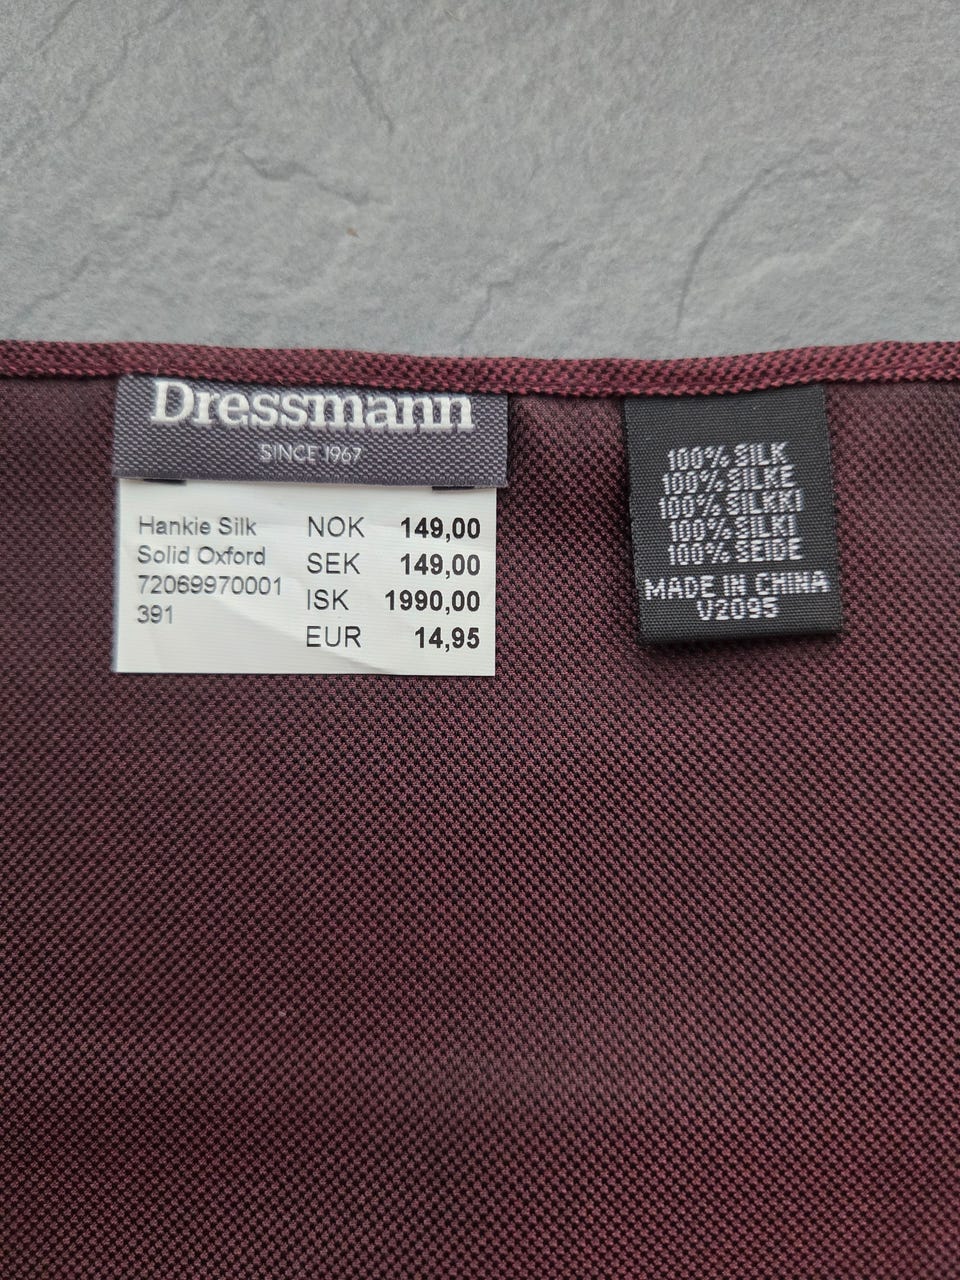 Dressmann
SINCE 1967
Hankie Silk
Solid Oxford
72069970001
391
NOK 149,00
SEK 149,00
ISK 1990,00
EUR 14,95
100% SILK
100% SILKE
100% SILKKI
100% SILKI
100% SEIDE
MADE IN CHINA
V2095